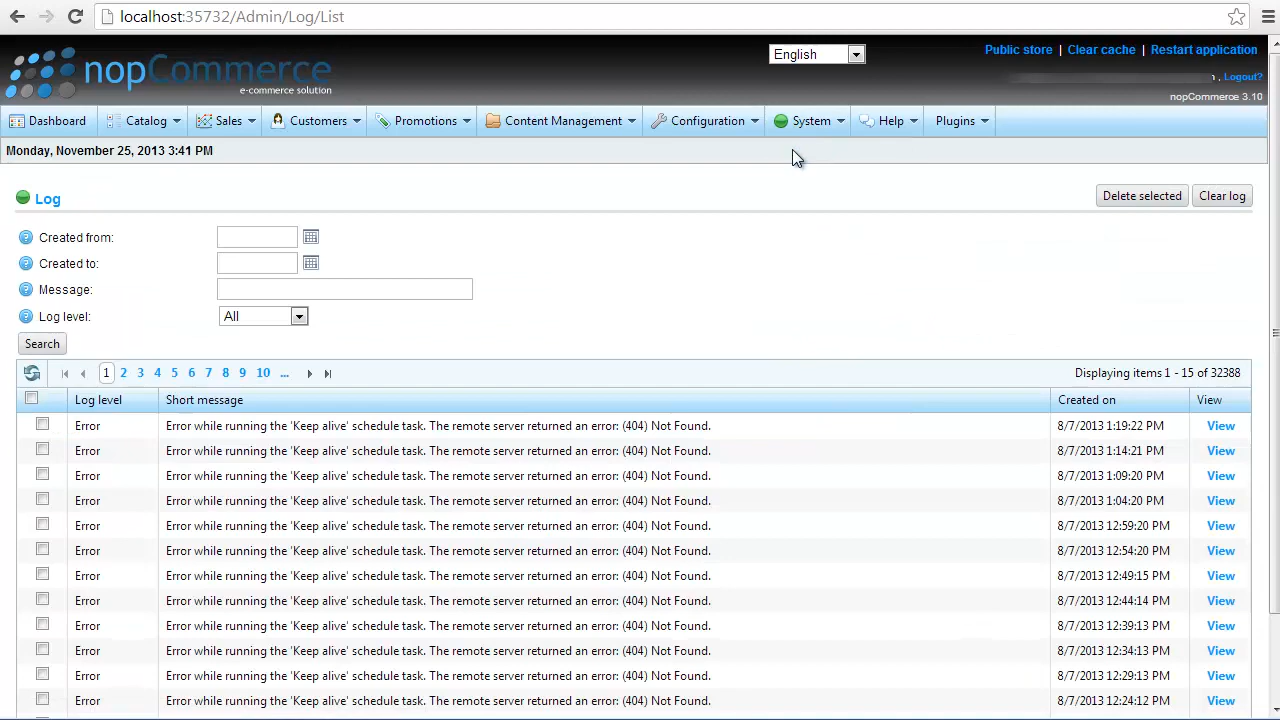 localhost:35732/Admin/Log/List
nopCommerce
e-commerce solution
English
Public store | Clear cache | Restart application
, Logout?
nopCommerce 3.10
Dashboard Catalog Sales Customers Promotions Content Management Configuration System Help Plugins
Monday, November 25, 2013 3:41 PM
Log
Delete selected Clear log
Created from:
Created to:
Message:
Log level: All
Search
1 2 3 4 5 6 7 8 9 10 ... Displaying items 1 - 15 of 32388
Log level Short message Created on View
Error Error while running the 'Keep alive' schedule task. The remote server returned an error: (404) Not Found. 8/7/2013 1:19:22 PM View
Error Error while running the 'Keep alive' schedule task. The remote server returned an error: (404) Not Found. 8/7/2013 1:14:21 PM View
Error Error while running the 'Keep alive' schedule task. The remote server returned an error: (404) Not Found. 8/7/2013 1:09:20 PM View
Error Error while running the 'Keep alive' schedule task. The remote server returned an error: (404) Not Found. 8/7/2013 1:04:20 PM View
Error Error while running the 'Keep alive' schedule task. The remote server returned an error: (404) Not Found. 8/7/2013 12:59:20 PM View
Error Error while running the 'Keep alive' schedule task. The remote server returned an error: (404) Not Found. 8/7/2013 12:54:20 PM View
Error Error while running the 'Keep alive' schedule task. The remote server returned an error: (404) Not Found. 8/7/2013 12:49:15 PM View
Error Error while running the 'Keep alive' schedule task. The remote server returned an error: (404) Not Found. 8/7/2013 12:44:14 PM View
Error Error while running the 'Keep alive' schedule task. The remote server returned an error: (404) Not Found. 8/7/2013 12:39:13 PM View
Error Error while running the 'Keep alive' schedule task. The remote server returned an error: (404) Not Found. 8/7/2013 12:34:13 PM View
Error Error while running the 'Keep alive' schedule task. The remote server returned an error: (404) Not Found. 8/7/2013 12:29:13 PM View
Error Error while running the 'Keep alive' schedule task. The remote server returned an error: (404) Not Found. 8/7/2013 12:24:12 PM View